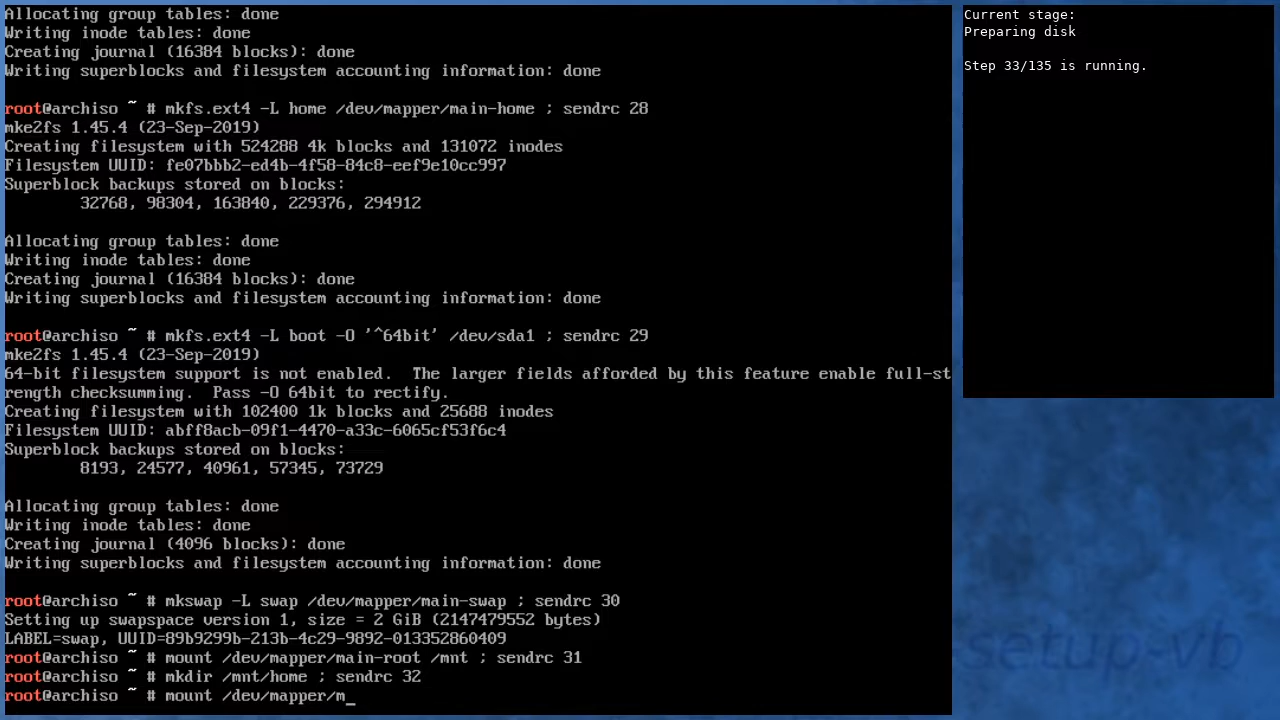 Allocating group tables: done
Writing inode tables: done
Creating journal (16384 blocks): done
Writing superblocks and filesystem accounting information: done
root@archiso ~ # mkfs.ext4 -L home /dev/mapper/main-home ; sendrc 28
mke2fs 1.45.4 (23-Sep-2019)
Creating filesystem with 524288 4k blocks and 131072 inodes
Filesystem UUID: fe07bbb2-ed4b-4f58-84c8-eef9e10cc997
Superblock backups stored on blocks:
32768, 98304, 163840, 229376, 294912
Allocating group tables: done
Writing inode tables: done
Creating journal (16384 blocks): done
Writing superblocks and filesystem accounting information: done
root@archiso ~ # mkfs.ext4 -L boot -O '^64bit' /dev/sda1 ; sendrc 29
mke2fs 1.45.4 (23-Sep-2019)
64-bit filesystem support is not enabled.  The larger fields afforded by this feature enable full-st
rength checksumming.  Pass -O 64bit to rectify.
Creating filesystem with 102400 1k blocks and 25688 inodes
Filesystem UUID: abff8acb-09f1-4470-a33c-6065cf53f6c4
Superblock backups stored on blocks:
8193, 24577, 40961, 57345, 73729
Allocating group tables: done
Writing inode tables: done
Creating journal (4096 blocks): done
Writing superblocks and filesystem accounting information: done
root@archiso ~ # mkswap -L swap /dev/mapper/main-swap ; sendrc 30
Setting up swapspace version 1, size = 2 GiB (2147479552 bytes)
LABEL=swap, UUID=89b9299b-213b-4c29-9892-013352860409
root@archiso ~ # mount /dev/mapper/main-root /mnt ; sendrc 31
root@archiso ~ # mkdir /mnt/home ; sendrc 32
root@archiso ~ # mount /dev/mapper/m_
Current stage:
Preparing disk
Step 33/135 is running.
setup-vb